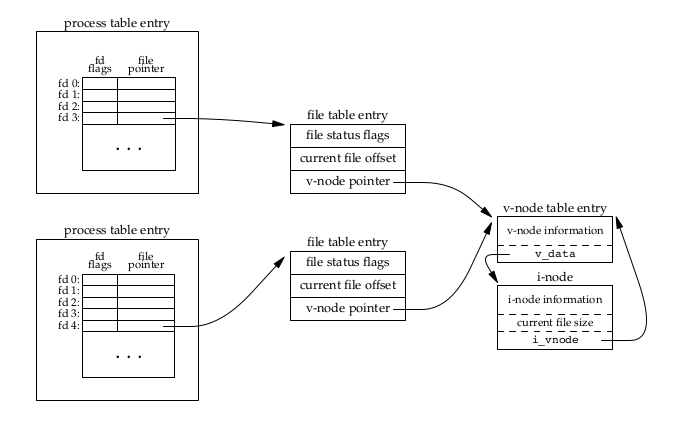 process table entry
fd
flags
file
pointer
fd 0:
fd 1:
fd 2:
fd 3:
. . .
file table entry
file status flags
current file offset
v-node pointer
process table entry
fd
flags
file
pointer
fd 0:
fd 1:
fd 2:
fd 3:
fd 4:
. . .
file table entry
file status flags
current file offset
v-node pointer
v-node table entry
v-node information
v_data
i-node
i-node information
current file size
i_vnode